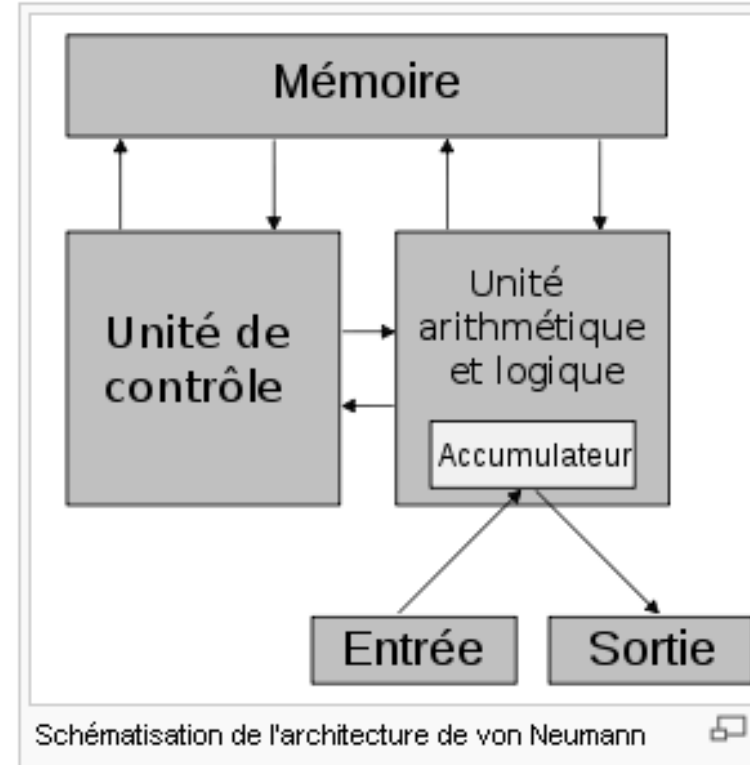 Mémoire
Unité de
contrôle
Unité
arithmétique
et logique
Accumulateur
Entrée
Sortie
Schématisation de l'architecture de von Neumann